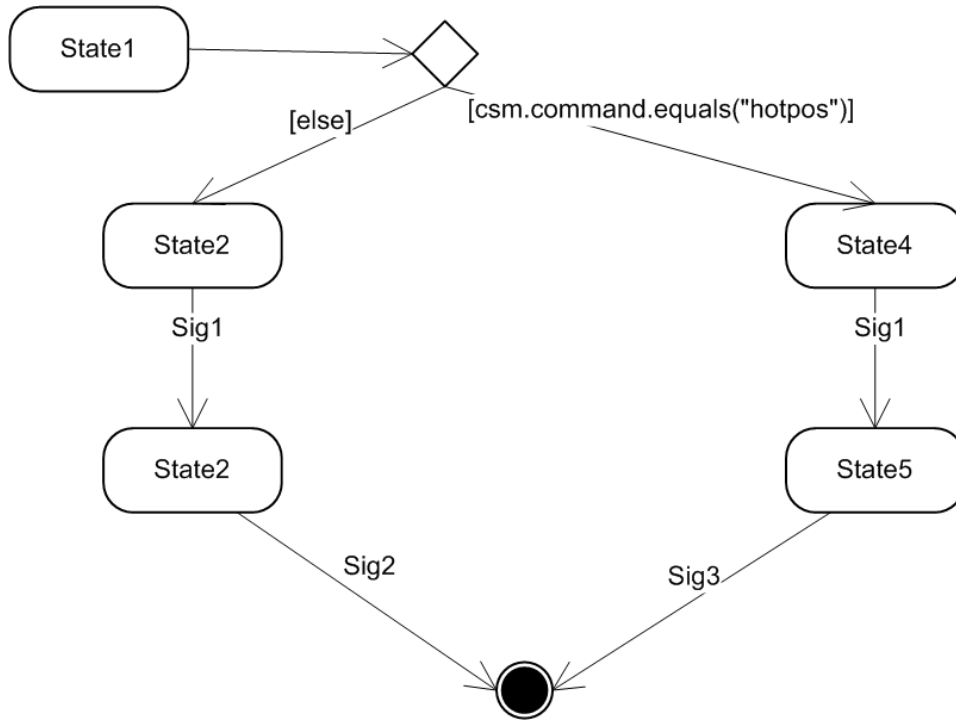 State1
[else]
[csm.command.equals("hotpos")]
State2
State4
Sig1
Sig1
State2
State5
Sig2
Sig3